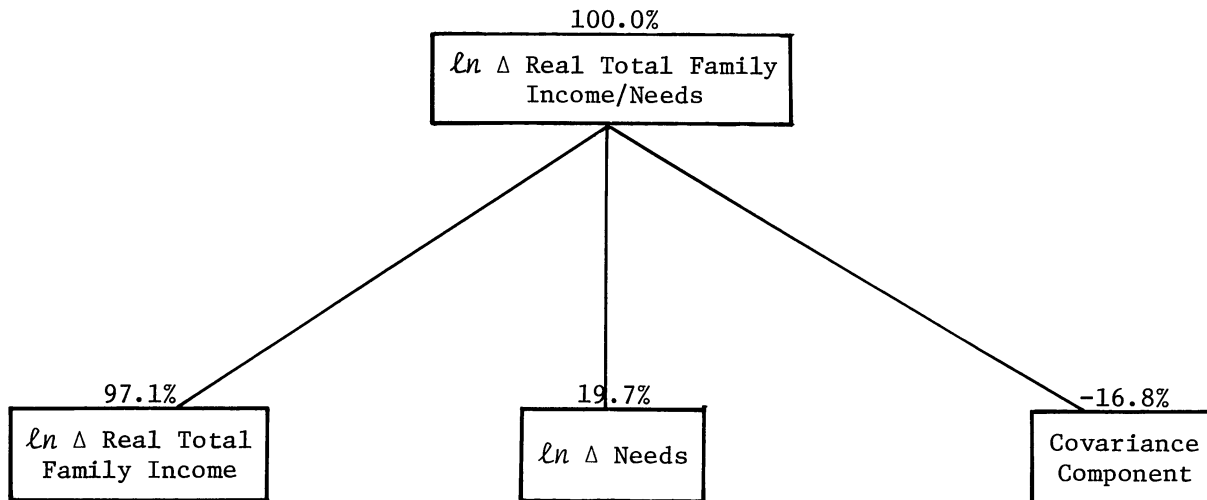 100.0%
ℓn Δ Real Total Family
Income/Needs
97.1%
19.7%
-16.8%
ℓn Δ Real Total
Family Income
ℓn Δ Needs
Covariance
Component